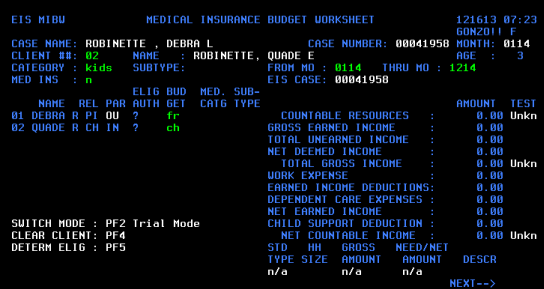 EIS MIBW MEDICAL INSURANCE BUDGET WORKSHEET 121613 07:23
GONZO!! F
CASE NAME: ROBINETTE , DEBRA L CASE NUMBER: 00041958 MONTH: 0114
CLIENT ##: 02 NAME : ROBINETTE, QUADE E AGE : 3
CATEGORY : kids SUBTYPE: FROM MO : 0114 THRU MO : 1214
MED INS : n EIS CASE: 00041958
ELIG BUD MED. SUB-
NAME REL PAR AUTH GET CATG TYPE AMOUNT TEST
01 DEBRA R PI OU ? fr COUNTABLE RESOURCES : 0.00 Unkn
02 QUADE R CH IN ? ch GROSS EARNED INCOME : 0.00
TOTAL UNEARNED INCOME : 0.00
NET DEEMED INCOME : 0.00
TOTAL GROSS INCOME : 0.00 Unkn
WORK EXPENSE : 0.00
EARNED INCOME DEDUCTIONS: 0.00
DEPENDENT CARE EXPENSES : 0.00
NET EARNED INCOME : 0.00
SWITCH MODE : PF2 Trial Mode CHILD SUPPORT DEDUCTION : 0.00
CLEAR CLIENT: PF4 NET COUNTABLE INCOME : 0.00 Unkn
DETERM ELIG : PF5 STD HH GROSS NEED/NET
TYPE SIZE AMOUNT AMOUNT DESCR
n/a n/a n/a
NEXT-->